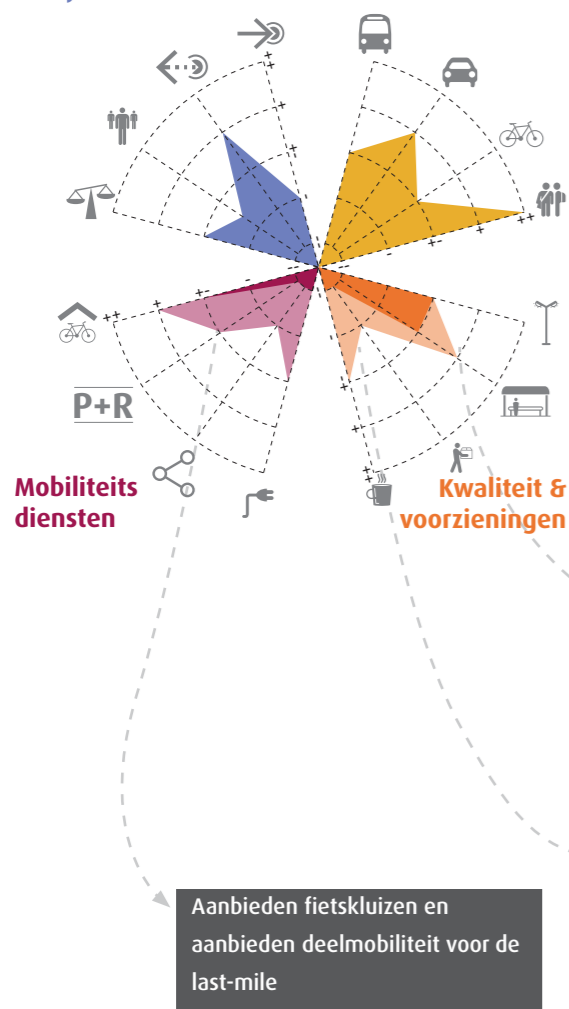 ++
+
-
--
--
-
+
++
++
+
-
--
--
-
+
++
P+R
Mobiliteits
diensten
Kwaliteit &
voorzieningen
Aanbieden fietskluizen en
aanbieden deelmobiliteit voor de
last-mile